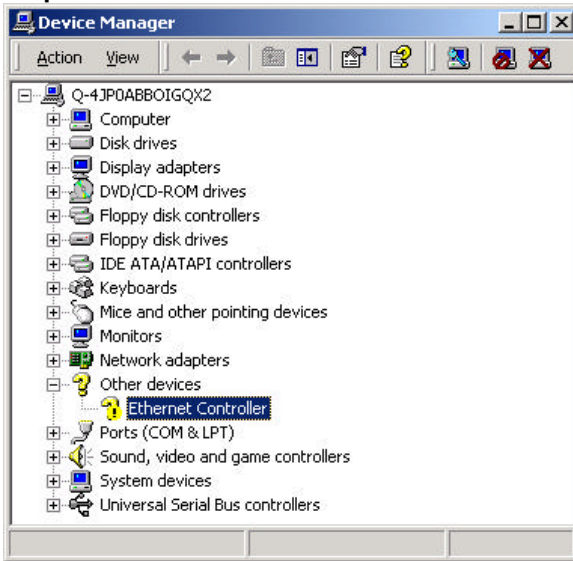 Device Manager
Action View
Q-4JP0ABBOIGQX2
Computer
Disk drives
Display adapters
DVD/CD-ROM drives
Floppy disk controllers
Floppy disk drives
IDE ATA/ATAPI controllers
Keyboards
Mice and other pointing devices
Monitors
Network adapters
Other devices
Ethernet Controller
Ports (COM & LPT)
Sound, video and game controllers
System devices
Universal Serial Bus controllers